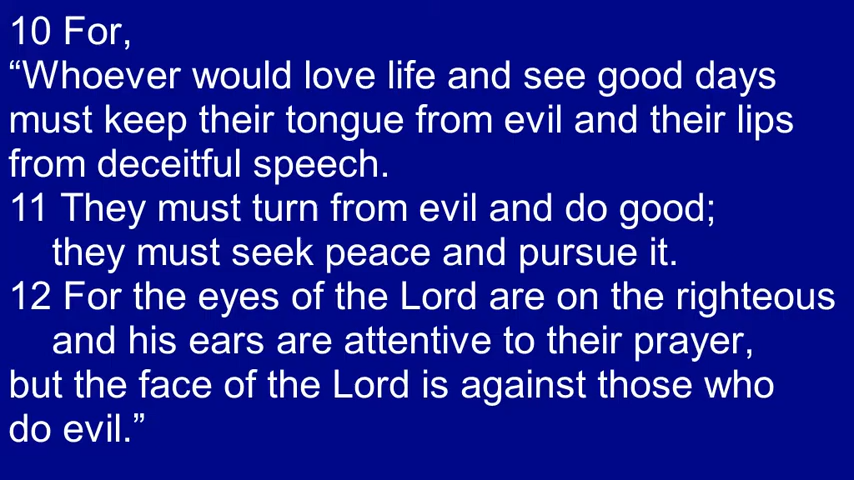 10 For,
“Whoever would love life and see good days
must keep their tongue from evil and their lips
from deceitful speech.
11 They must turn from evil and do good;
they must seek peace and pursue it.
12 For the eyes of the Lord are on the righteous
and his ears are attentive to their prayer,
but the face of the Lord is against those who
do evil.”